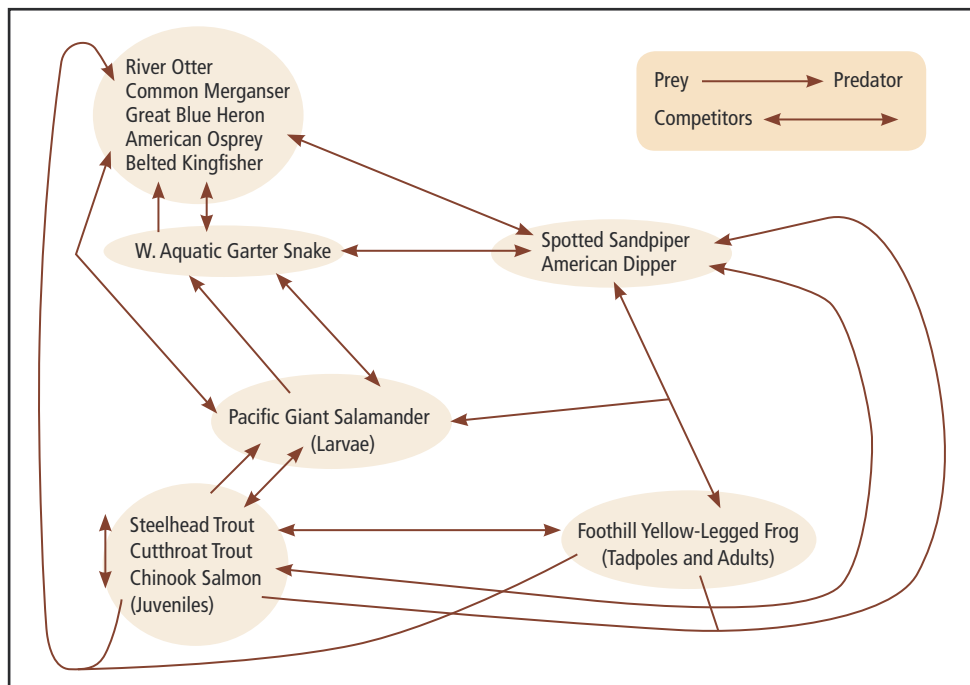 River Otter
Common Merganser
Great Blue Heron
American Osprey
Belted Kingfisher
Prey Predator
Competitors
W. Aquatic Garter Snake
Spotted Sandpiper
American Dipper
Pacific Giant Salamander
(Larvae)
Steelhead Trout
Cutthroat Trout
Chinook Salmon
(Juveniles)
Foothill Yellow-Legged Frog
(Tadpoles and Adults)